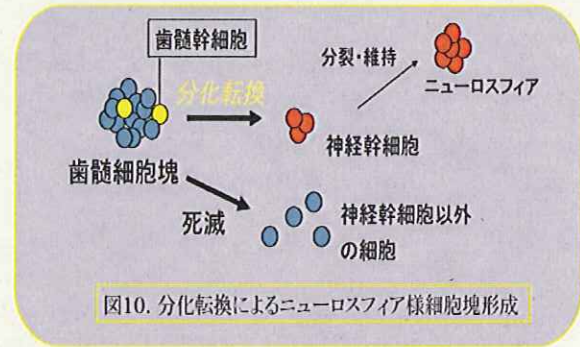 歯髄幹細胞
分裂・維持
ニューロスフィア
分化転換
神経幹細胞
歯髄細胞塊
死滅
神経幹細胞以外
の細胞
図10. 分化転換によるニューロスフィア様細胞塊形成